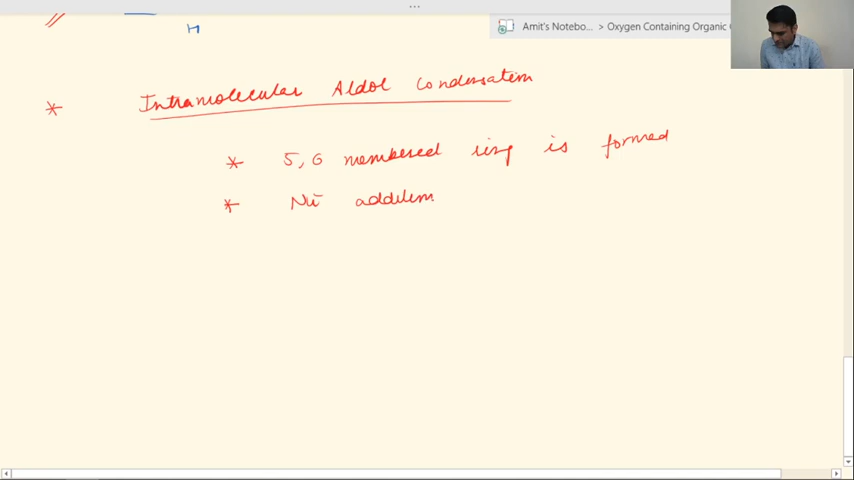 ...
H
Amit's Notebo... > Oxygen Containing Organic
* Intramolecular Aldol Condensation
* 5, 6 membered ring is formed
* Nu⁻ addition